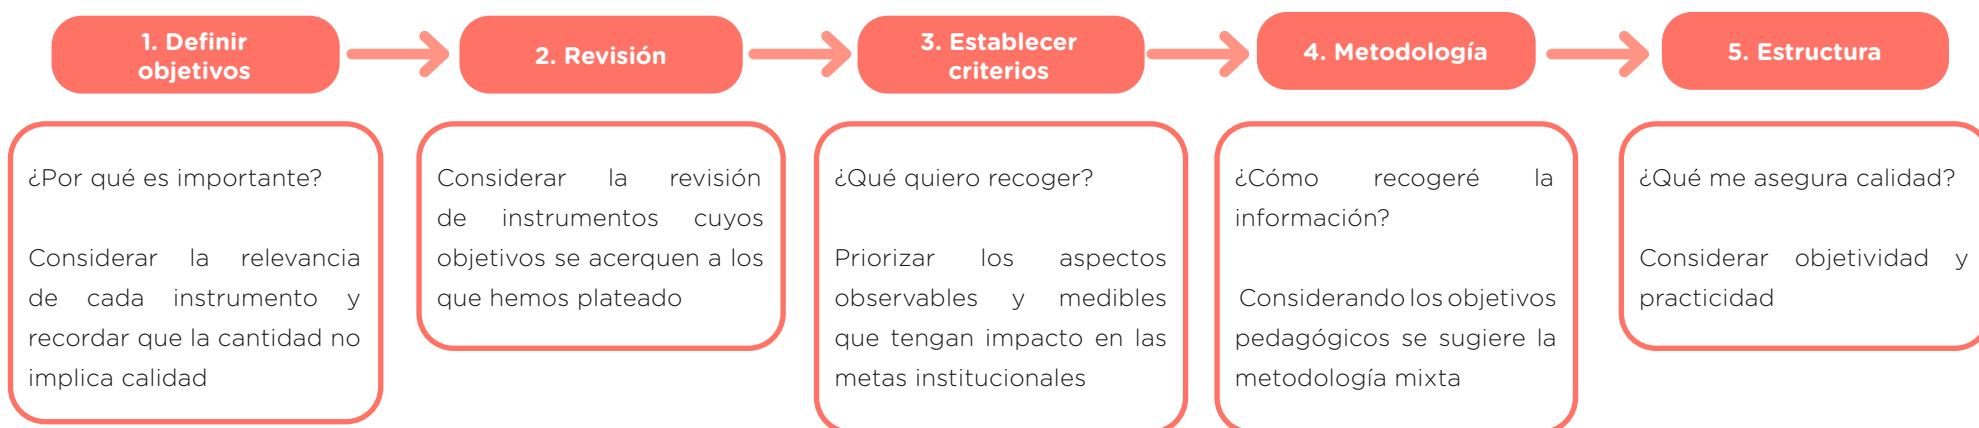 1. Definir
objetivos
2. Revisión
3. Establecer
criterios
4. Metodología
5. Estructura
¿Por qué es importante?
Considerar la relevancia
de cada instrumento y
recordar que la cantidad no
implica calidad
Considerar la revisión
de instrumentos cuyos
objetivos se acerquen a los
que hemos plateado
¿Qué quiero recoger?
Priorizar los aspectos
observables y medibles
que tengan impacto en las
metas institucionales
¿Cómo recogeré la
información?
Considerando los objetivos
pedagógicos se sugiere la
metodología mixta
¿Qué me asegura calidad?
Considerar objetividad y
practicidad